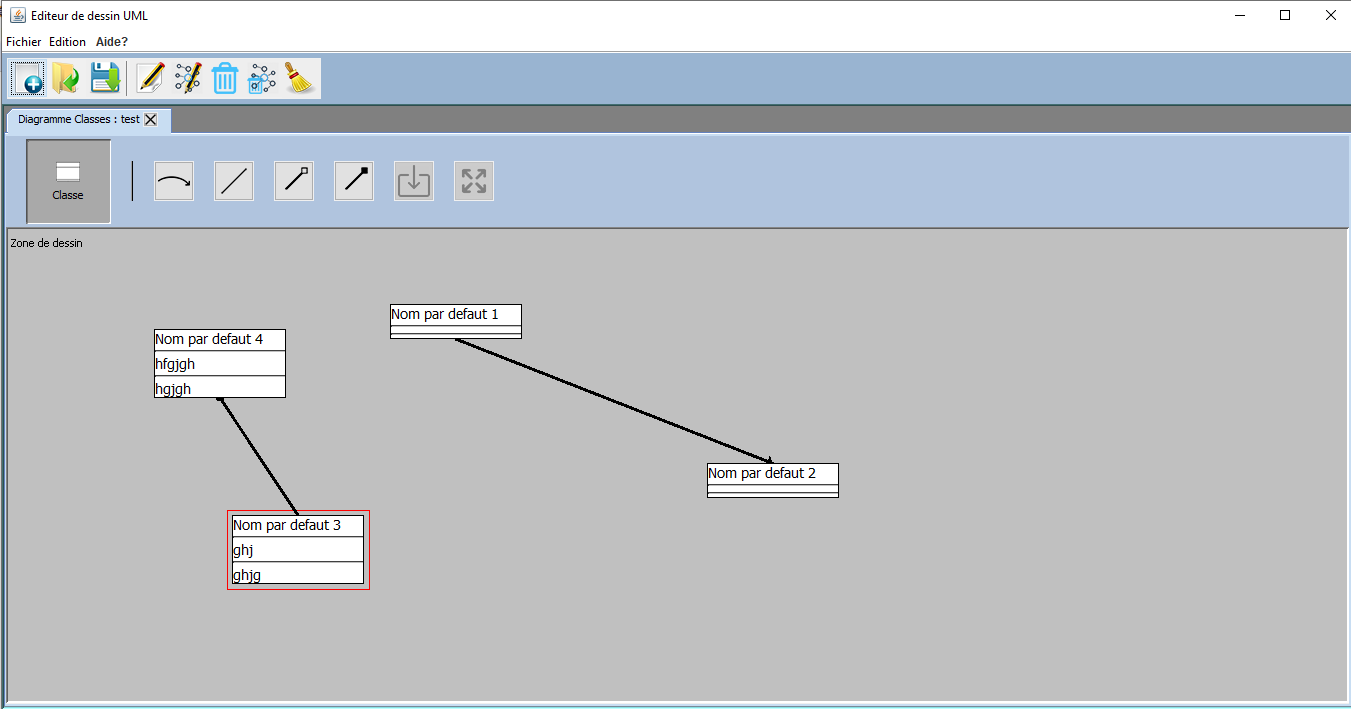 Editeur de dessin UML
Fichier Edition Aide?
Diagramme Classes : test
Classe
Zone de dessin
Nom par defaut 1
Nom par defaut 4
hfgjgh
hgjgh
Nom par defaut 2
Nom par defaut 3
ghj
ghjg